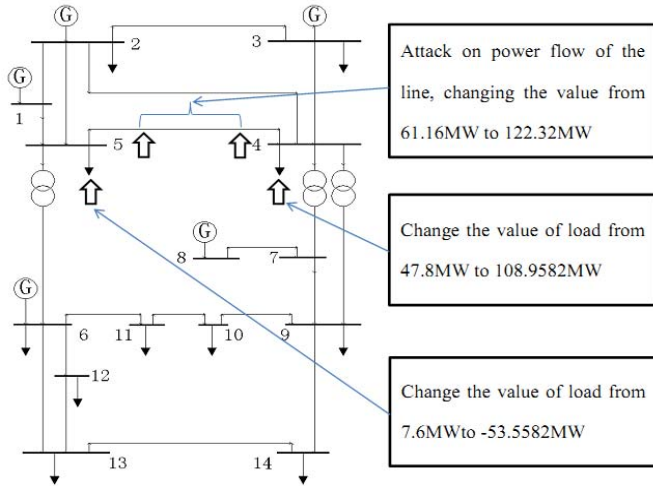 G
G
2
3
Attack on power flow of the
line, changing the value from
61.16MW to 122.32MW
G
1
5
4
Change the value of load from
47.8MW to 108.9582MW
G
8
7
G
6
11
10
9
12
Change the value of load from
7.6MWto -53.5582MW
13
14